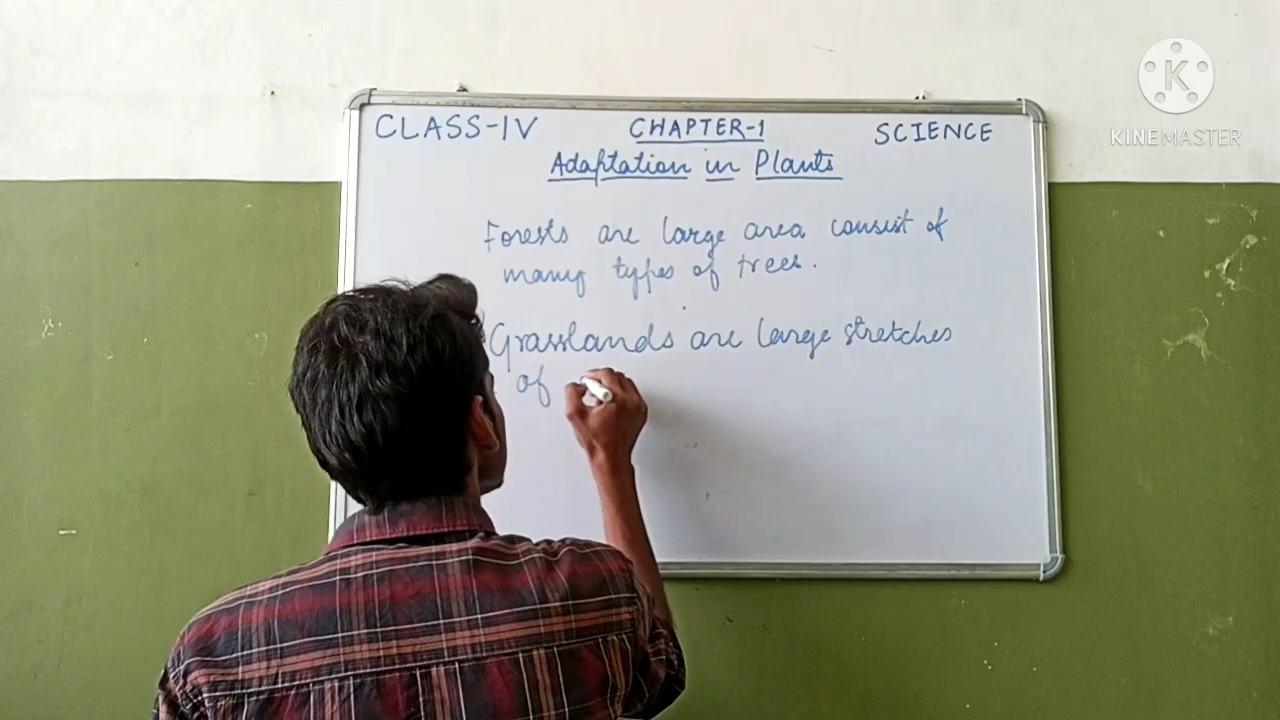 CLASS-IV CHAPTER-1 SCIENCE
Adaptation in Plants
Forests are large area consist of
many types of trees.
Grasslands are large stretches
of
K
KINEMASTER